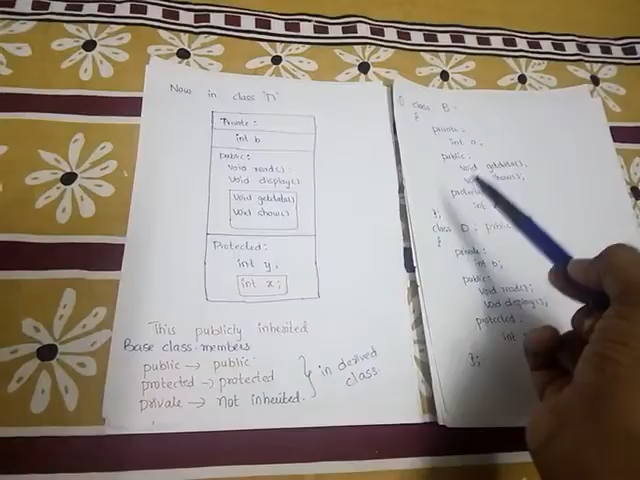 Now in class "D"
Private:
int b
public:
Void read()
Void display()
Void getdata()
Void show()
Protected:
int y,
int x;
This publicly inherited
Base class members
public → public
protected → protected
private → not inherited.
in derived class.
① class B
{
private:
int a;
public:
void getdata();
show();
int
};
class D: public
{
private:
int b;
public:
Void read();
Void display();
protected:
int
};